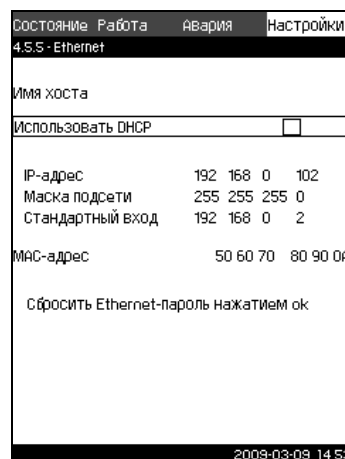 Состояние Работа Авария Настройки
4.5.5 - Ethernet
Имя хоста
Использовать DHCP
IP-адрес 192 168 0 102
Маска подсети 255 255 255 0
Стандартный вход 192 168 0 2
MAC-адрес 50 60 70 80 90 0A
Сбросить Ethernet-пароль нажатием ok
2009-03-09 14:53